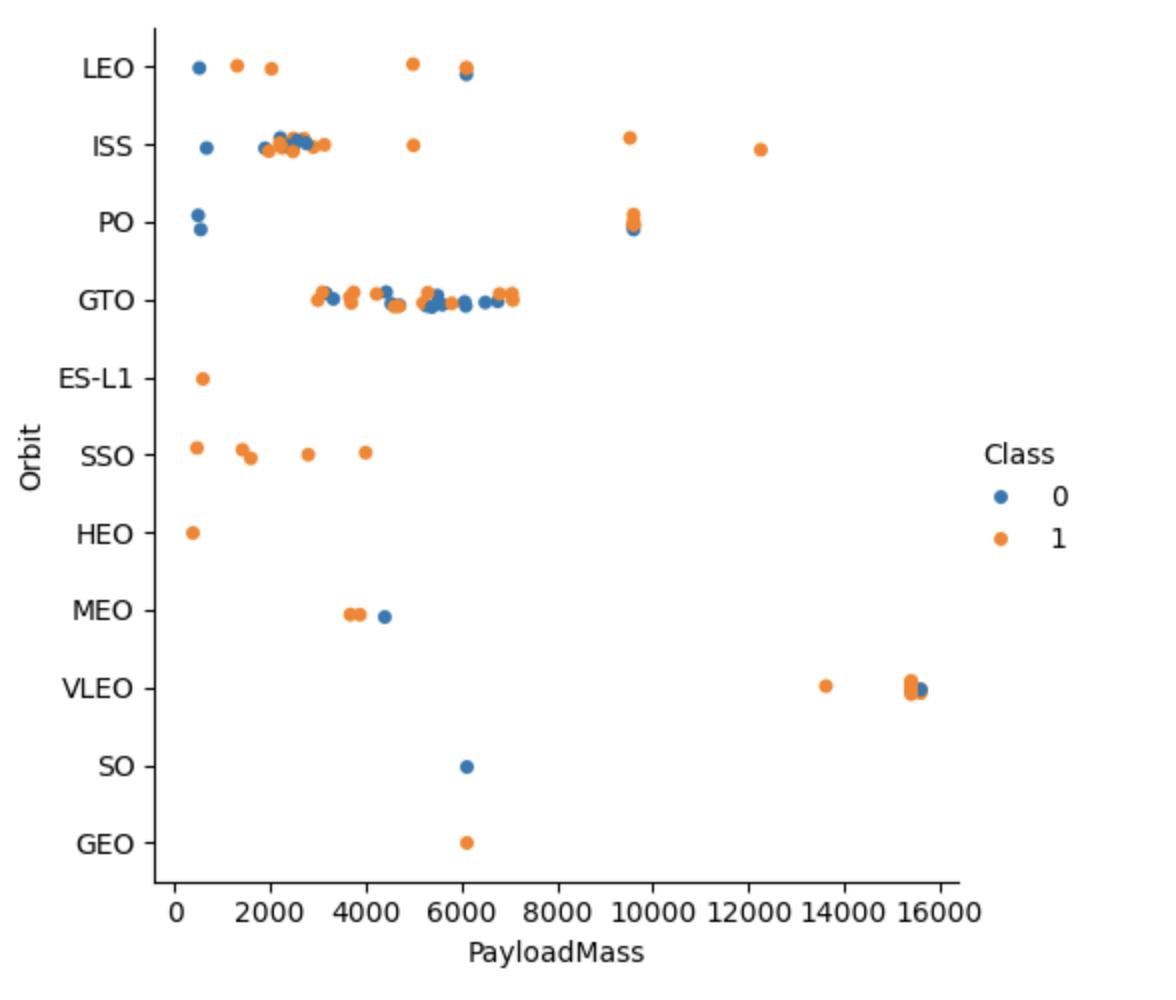 LEO
ISS
PO
GTO
ES-L1
SSO
HEO
MEO
VLEO
SO
GEO
Orbit
0 2000 4000 6000 8000 10000 12000 14000 16000
PayloadMass
Class
0
1